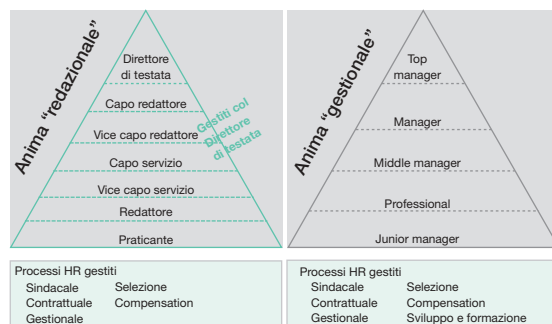 Anima "redazionale"
Direttore
di testata
Capo redattore
Vice capo redattore
Capo servizio
Vice capo servizio
Redattore
Praticante
Gestiti col
Direttore
di testata
Processi HR gestiti
Sindacale Selezione
Contrattuale Compensation
Gestionale
Anima "gestionale"
Top
manager
Manager
Middle manager
Professional
Junior manager
Processi HR gestiti
Sindacale Selezione
Contrattuale Compensation
Gestionale Sviluppo e formazione